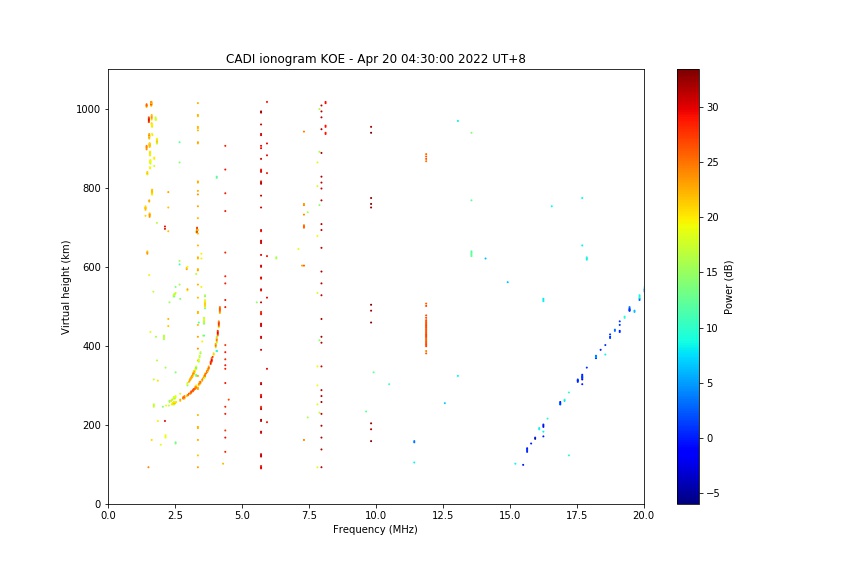 CADI ionogram KOE - Apr 20 04:30:00 2022 UT+8
1000
800
600
400
200
0
Virtual height (km)
0.0 2.5 5.0 7.5 10.0 12.5 15.0 17.5 20.0
Frequency (MHz)
30
25
20
15
10
5
0
−5
Power (dB)